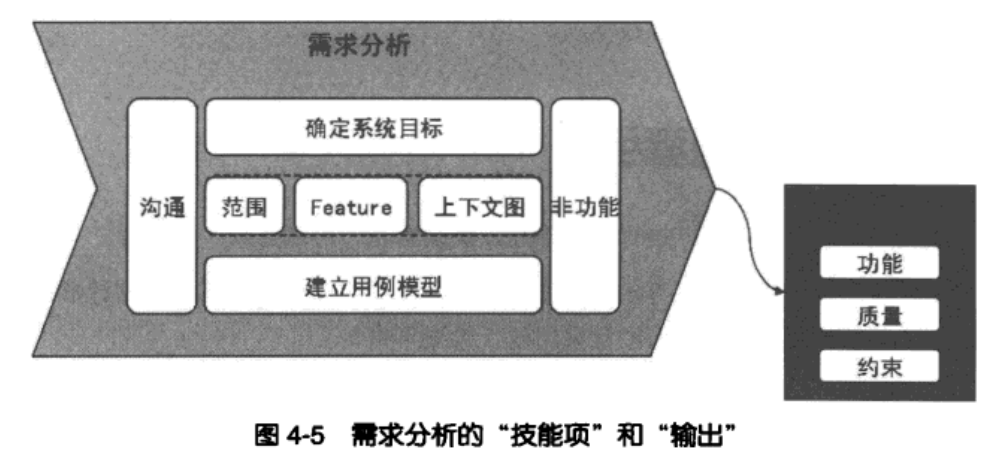 需求分析
确定系统目标
沟通
范围
Feature
上下文图
非功能
建立用例模型
功能
质量
约束
图 4-5 需求分析的“技能项”和“输出”